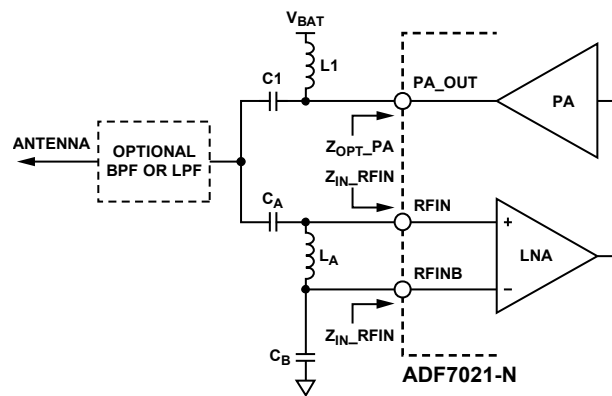 VBAT
L1
C1
PA_OUT
PA
ANTENNA
OPTIONAL
BPF OR LPF
ZOPT_PA
ZIN_RFIN
CA
RFIN
+
LA
LNA
RFINB
–
ZIN_RFIN
CB
ADF7021-N